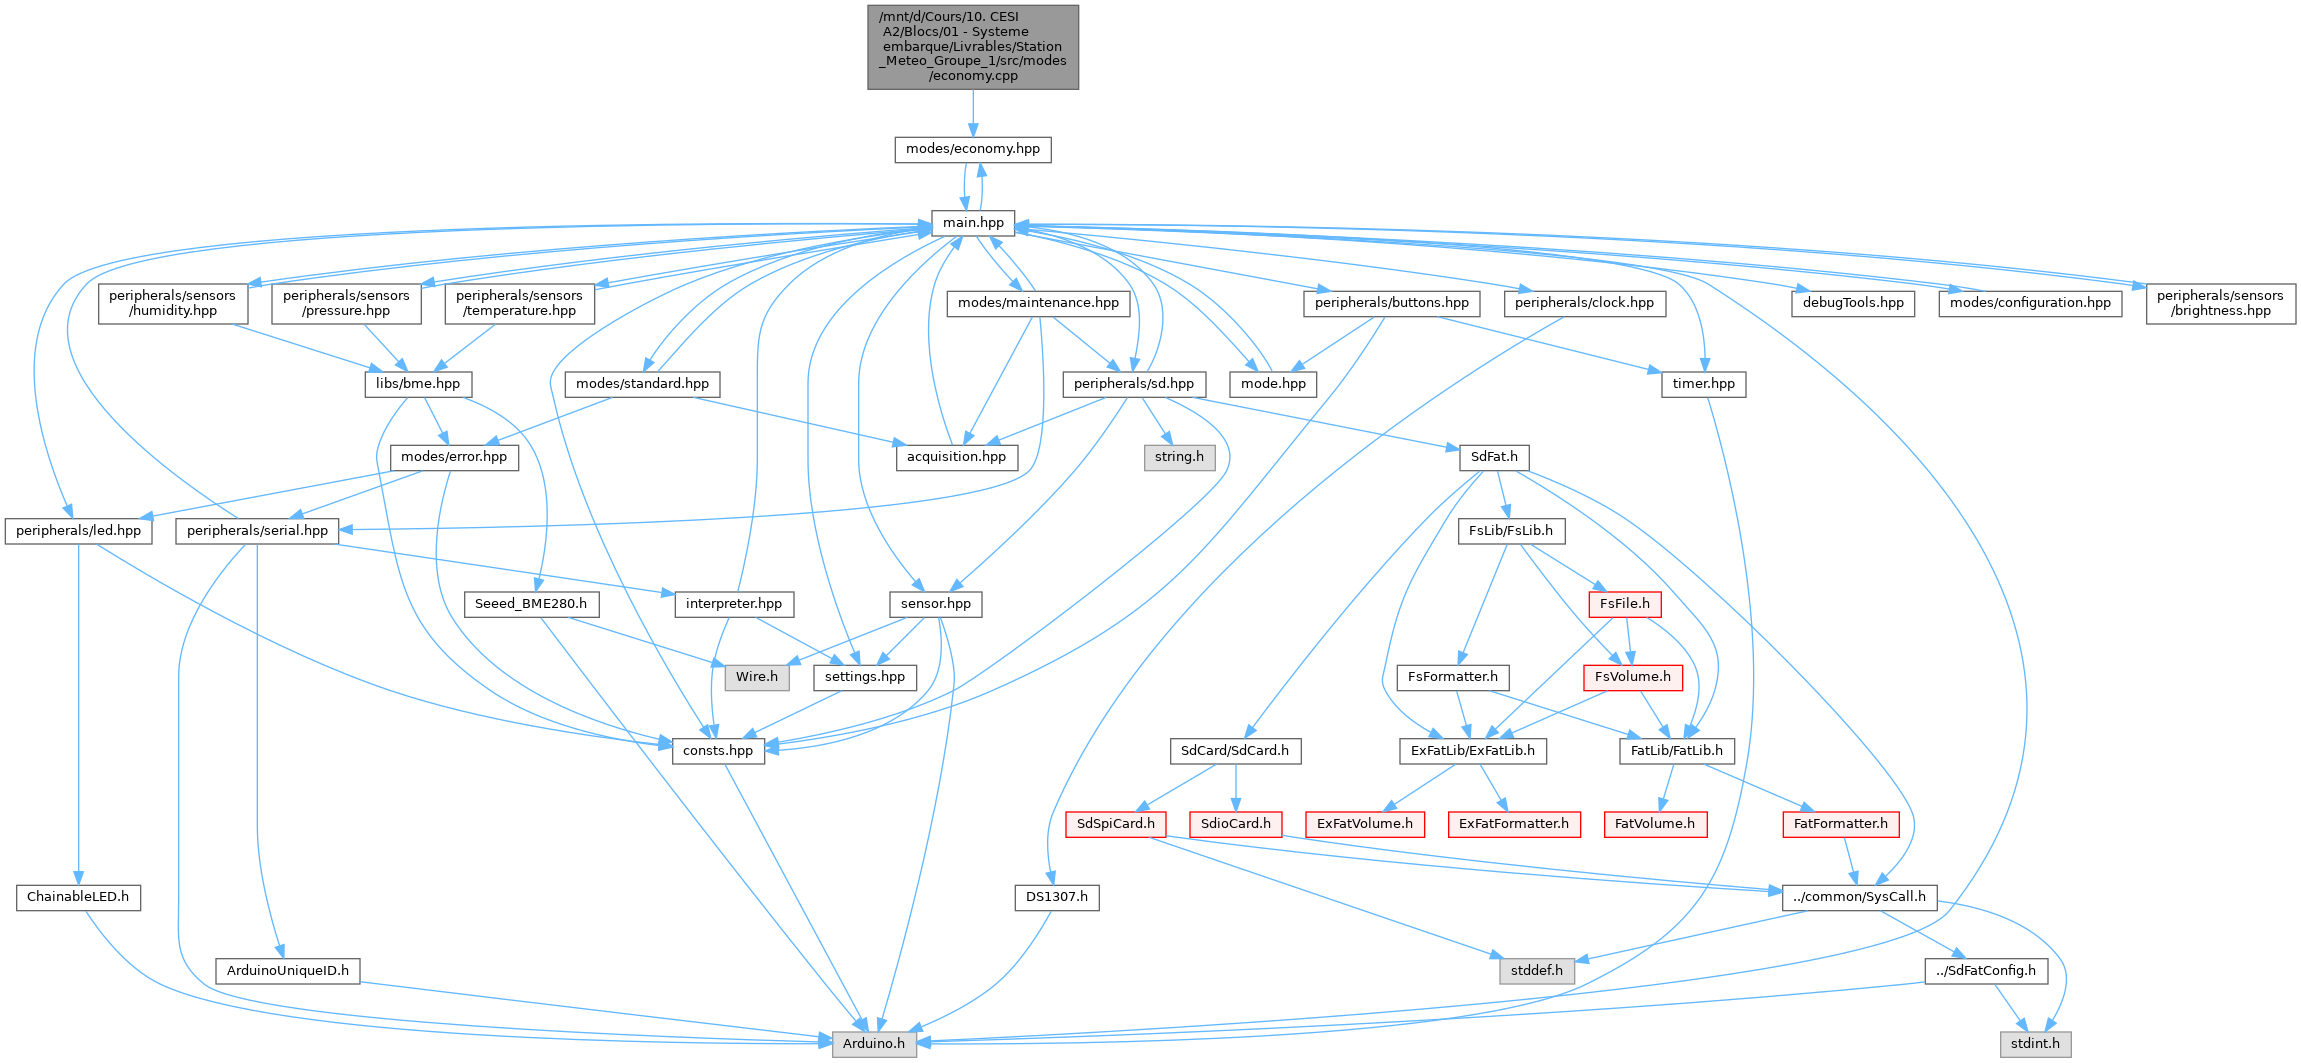 /mnt/d/Cours/10. CESI
A2/Blocs/01 - Systeme
embarque/Livrables/Station
_Meteo_Groupe_1/src/modes
/economy.cpp
modes/economy.hpp
main.hpp
peripherals/sensors
/humidity.hpp
peripherals/sensors
/pressure.hpp
peripherals/sensors
/temperature.hpp
modes/maintenance.hpp
peripherals/buttons.hpp
peripherals/clock.hpp
debugTools.hpp
modes/configuration.hpp
peripherals/sensors
/brightness.hpp
libs/bme.hpp
modes/standard.hpp
peripherals/sd.hpp
mode.hpp
timer.hpp
modes/error.hpp
acquisition.hpp
string.h
SdFat.h
peripherals/led.hpp
peripherals/serial.hpp
FsLib/FsLib.h
Seeed_BME280.h
interpreter.hpp
sensor.hpp
FsFile.h
Wire.h
settings.hpp
FsFormatter.h
FsVolume.h
consts.hpp
SdCard/SdCard.h
ExFatLib/ExFatLib.h
FatLib/FatLib.h
SdSpiCard.h
SdioCard.h
ExFatVolume.h
ExFatFormatter.h
FatVolume.h
FatFormatter.h
ChainableLED.h
DS1307.h
../common/SysCall.h
ArduinoUniqueID.h
stddef.h
../SdFatConfig.h
Arduino.h
stdint.h